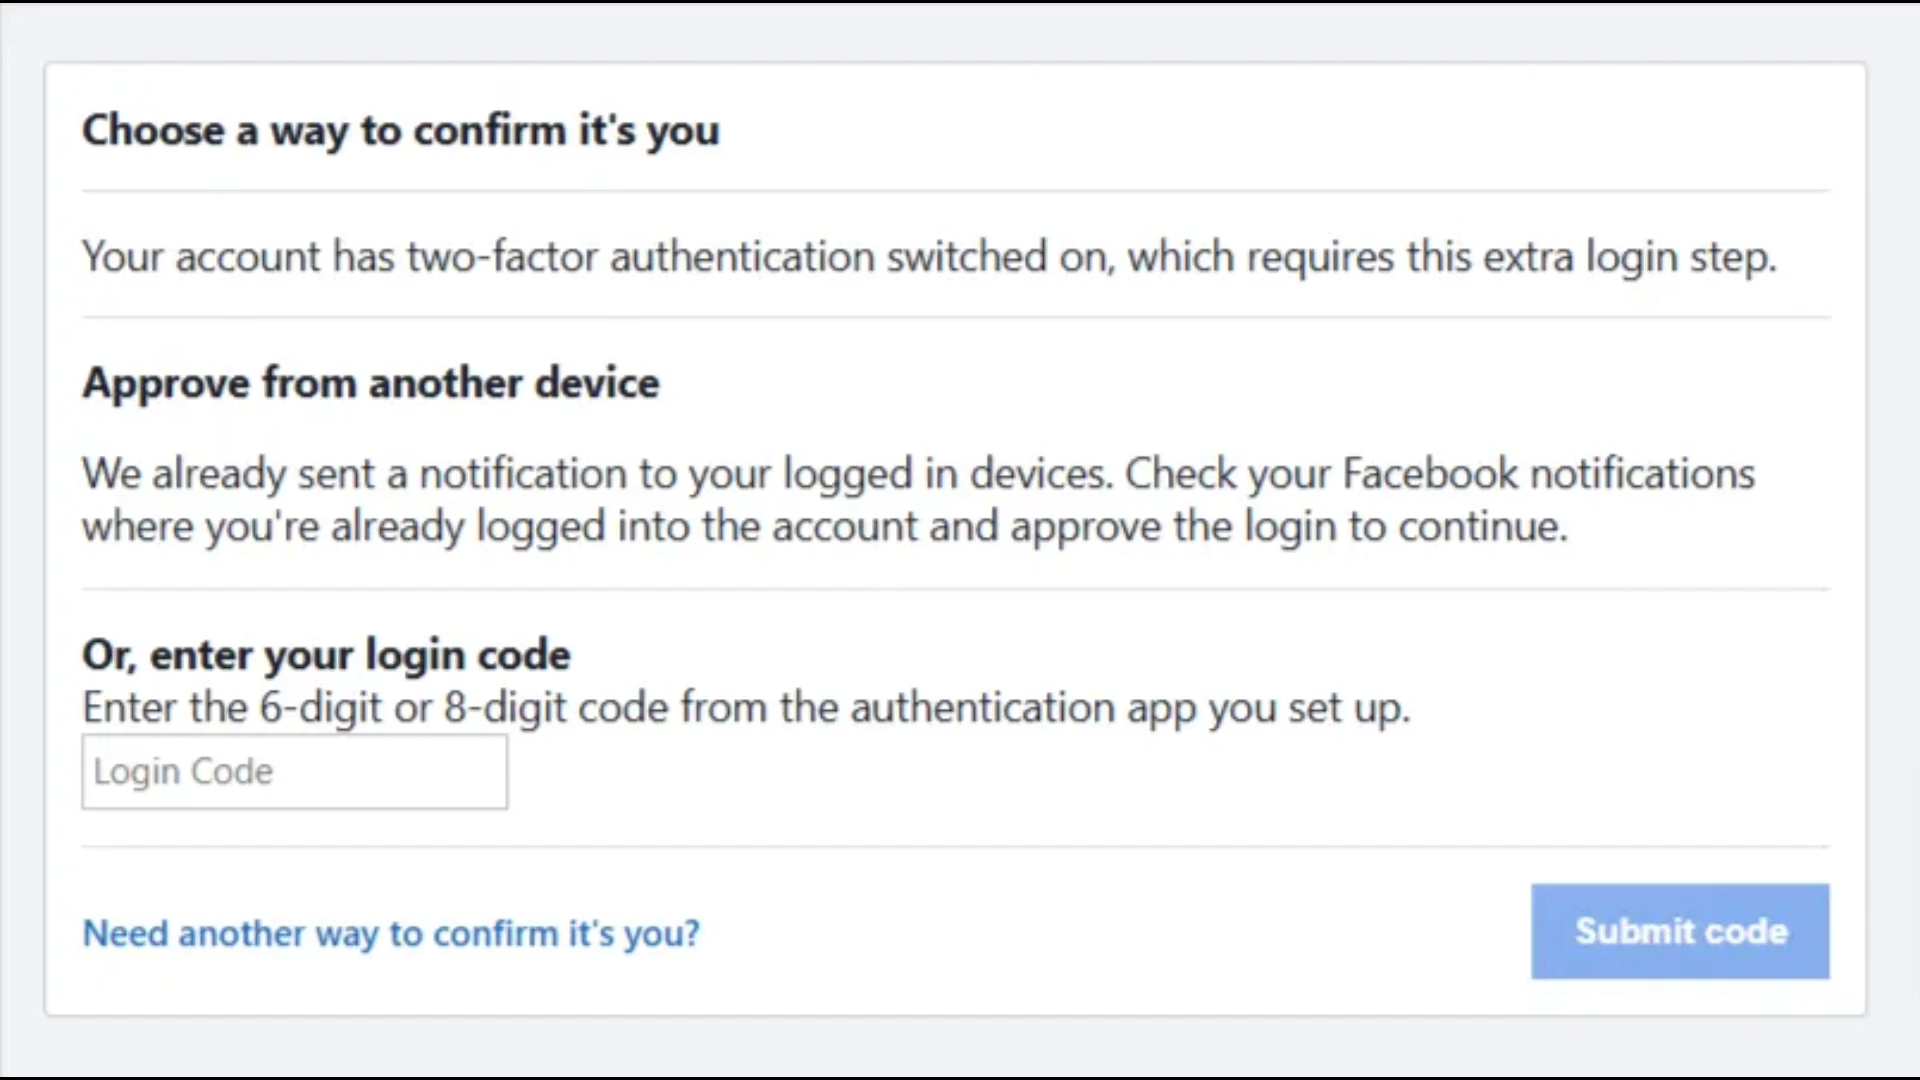 Choose a way to confirm it's you
Your account has two-factor authentication switched on, which requires this extra login step.
Approve from another device
We already sent a notification to your logged in devices. Check your Facebook notifications
where you're already logged into the account and approve the login to continue.
Or, enter your login code
Enter the 6-digit or 8-digit code from the authentication app you set up.
Login Code
Need another way to confirm it's you?
Submit code